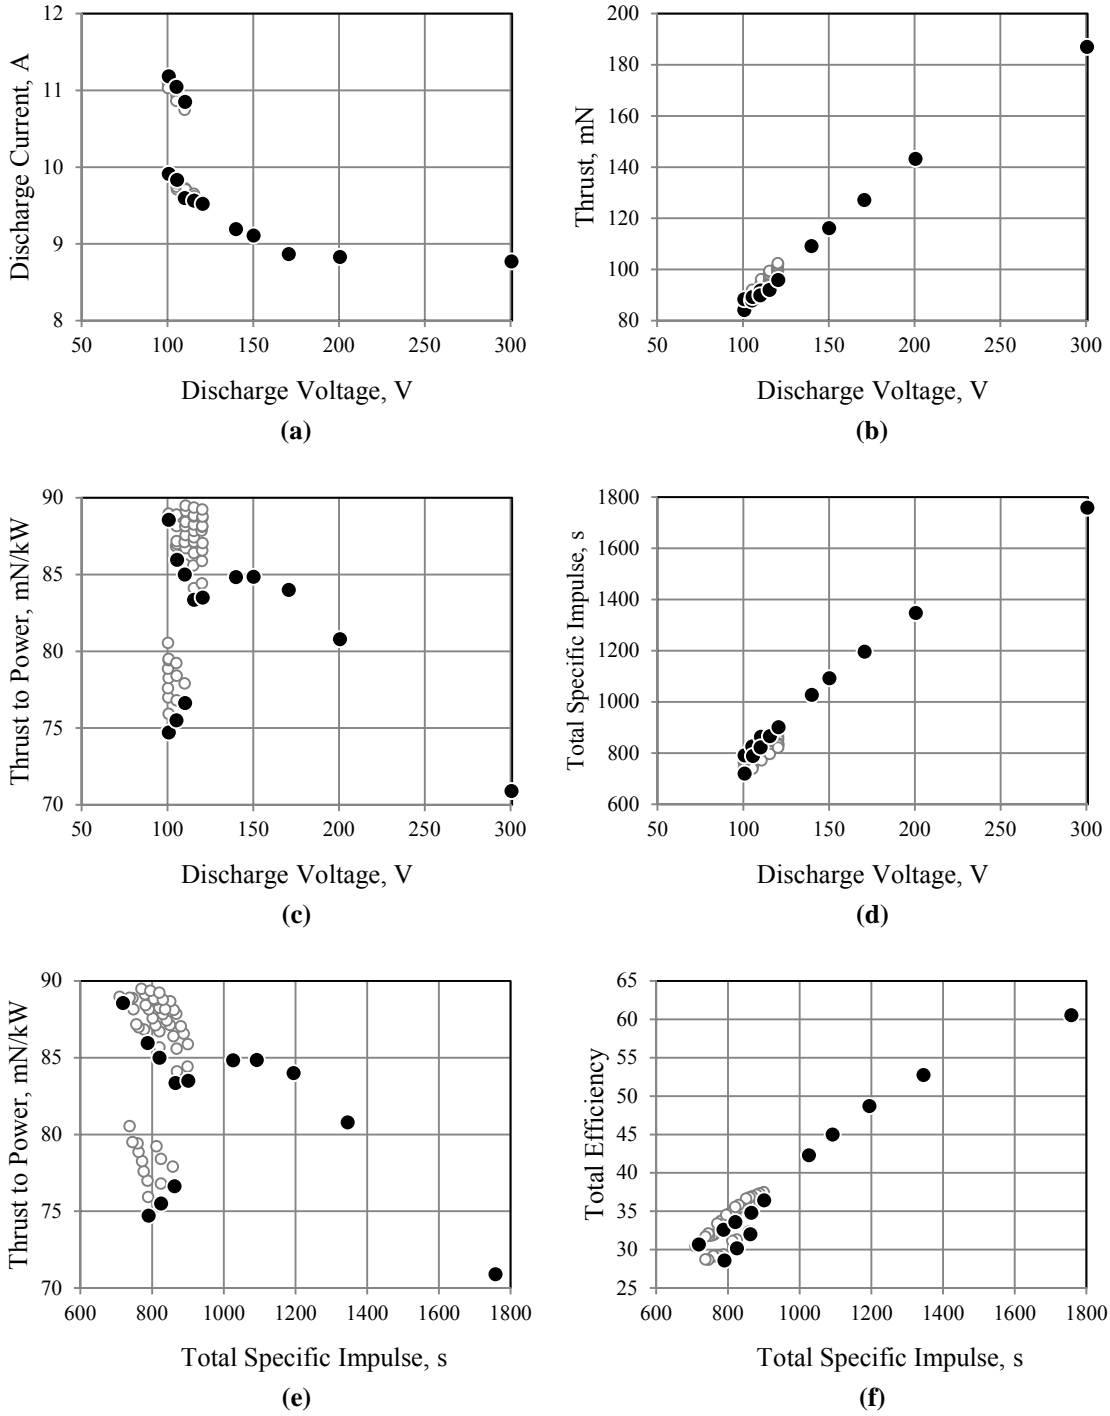 12
11
10
9
8
Discharge Current, A
50 100 150 200 250 300
Discharge Voltage, V
(a)
200
180
160
140
120
100
80
Thrust, mN
50 100 150 200 250 300
Discharge Voltage, V
(b)
90
85
80
75
70
Thrust to Power, mN/kW
50 100 150 200 250 300
Discharge Voltage, V
(c)
1800
1600
1400
1200
1000
800
600
Total Specific Impulse, s
50 100 150 200 250 300
Discharge Voltage, V
(d)
90
85
80
75
70
Thrust to Power, mN/kW
600 800 1000 1200 1400 1600 1800
Total Specific Impulse, s
(e)
65
60
55
50
45
40
35
30
25
Total Efficiency
600 800 1000 1200 1400 1600 1800
Total Specific Impulse, s
(f)